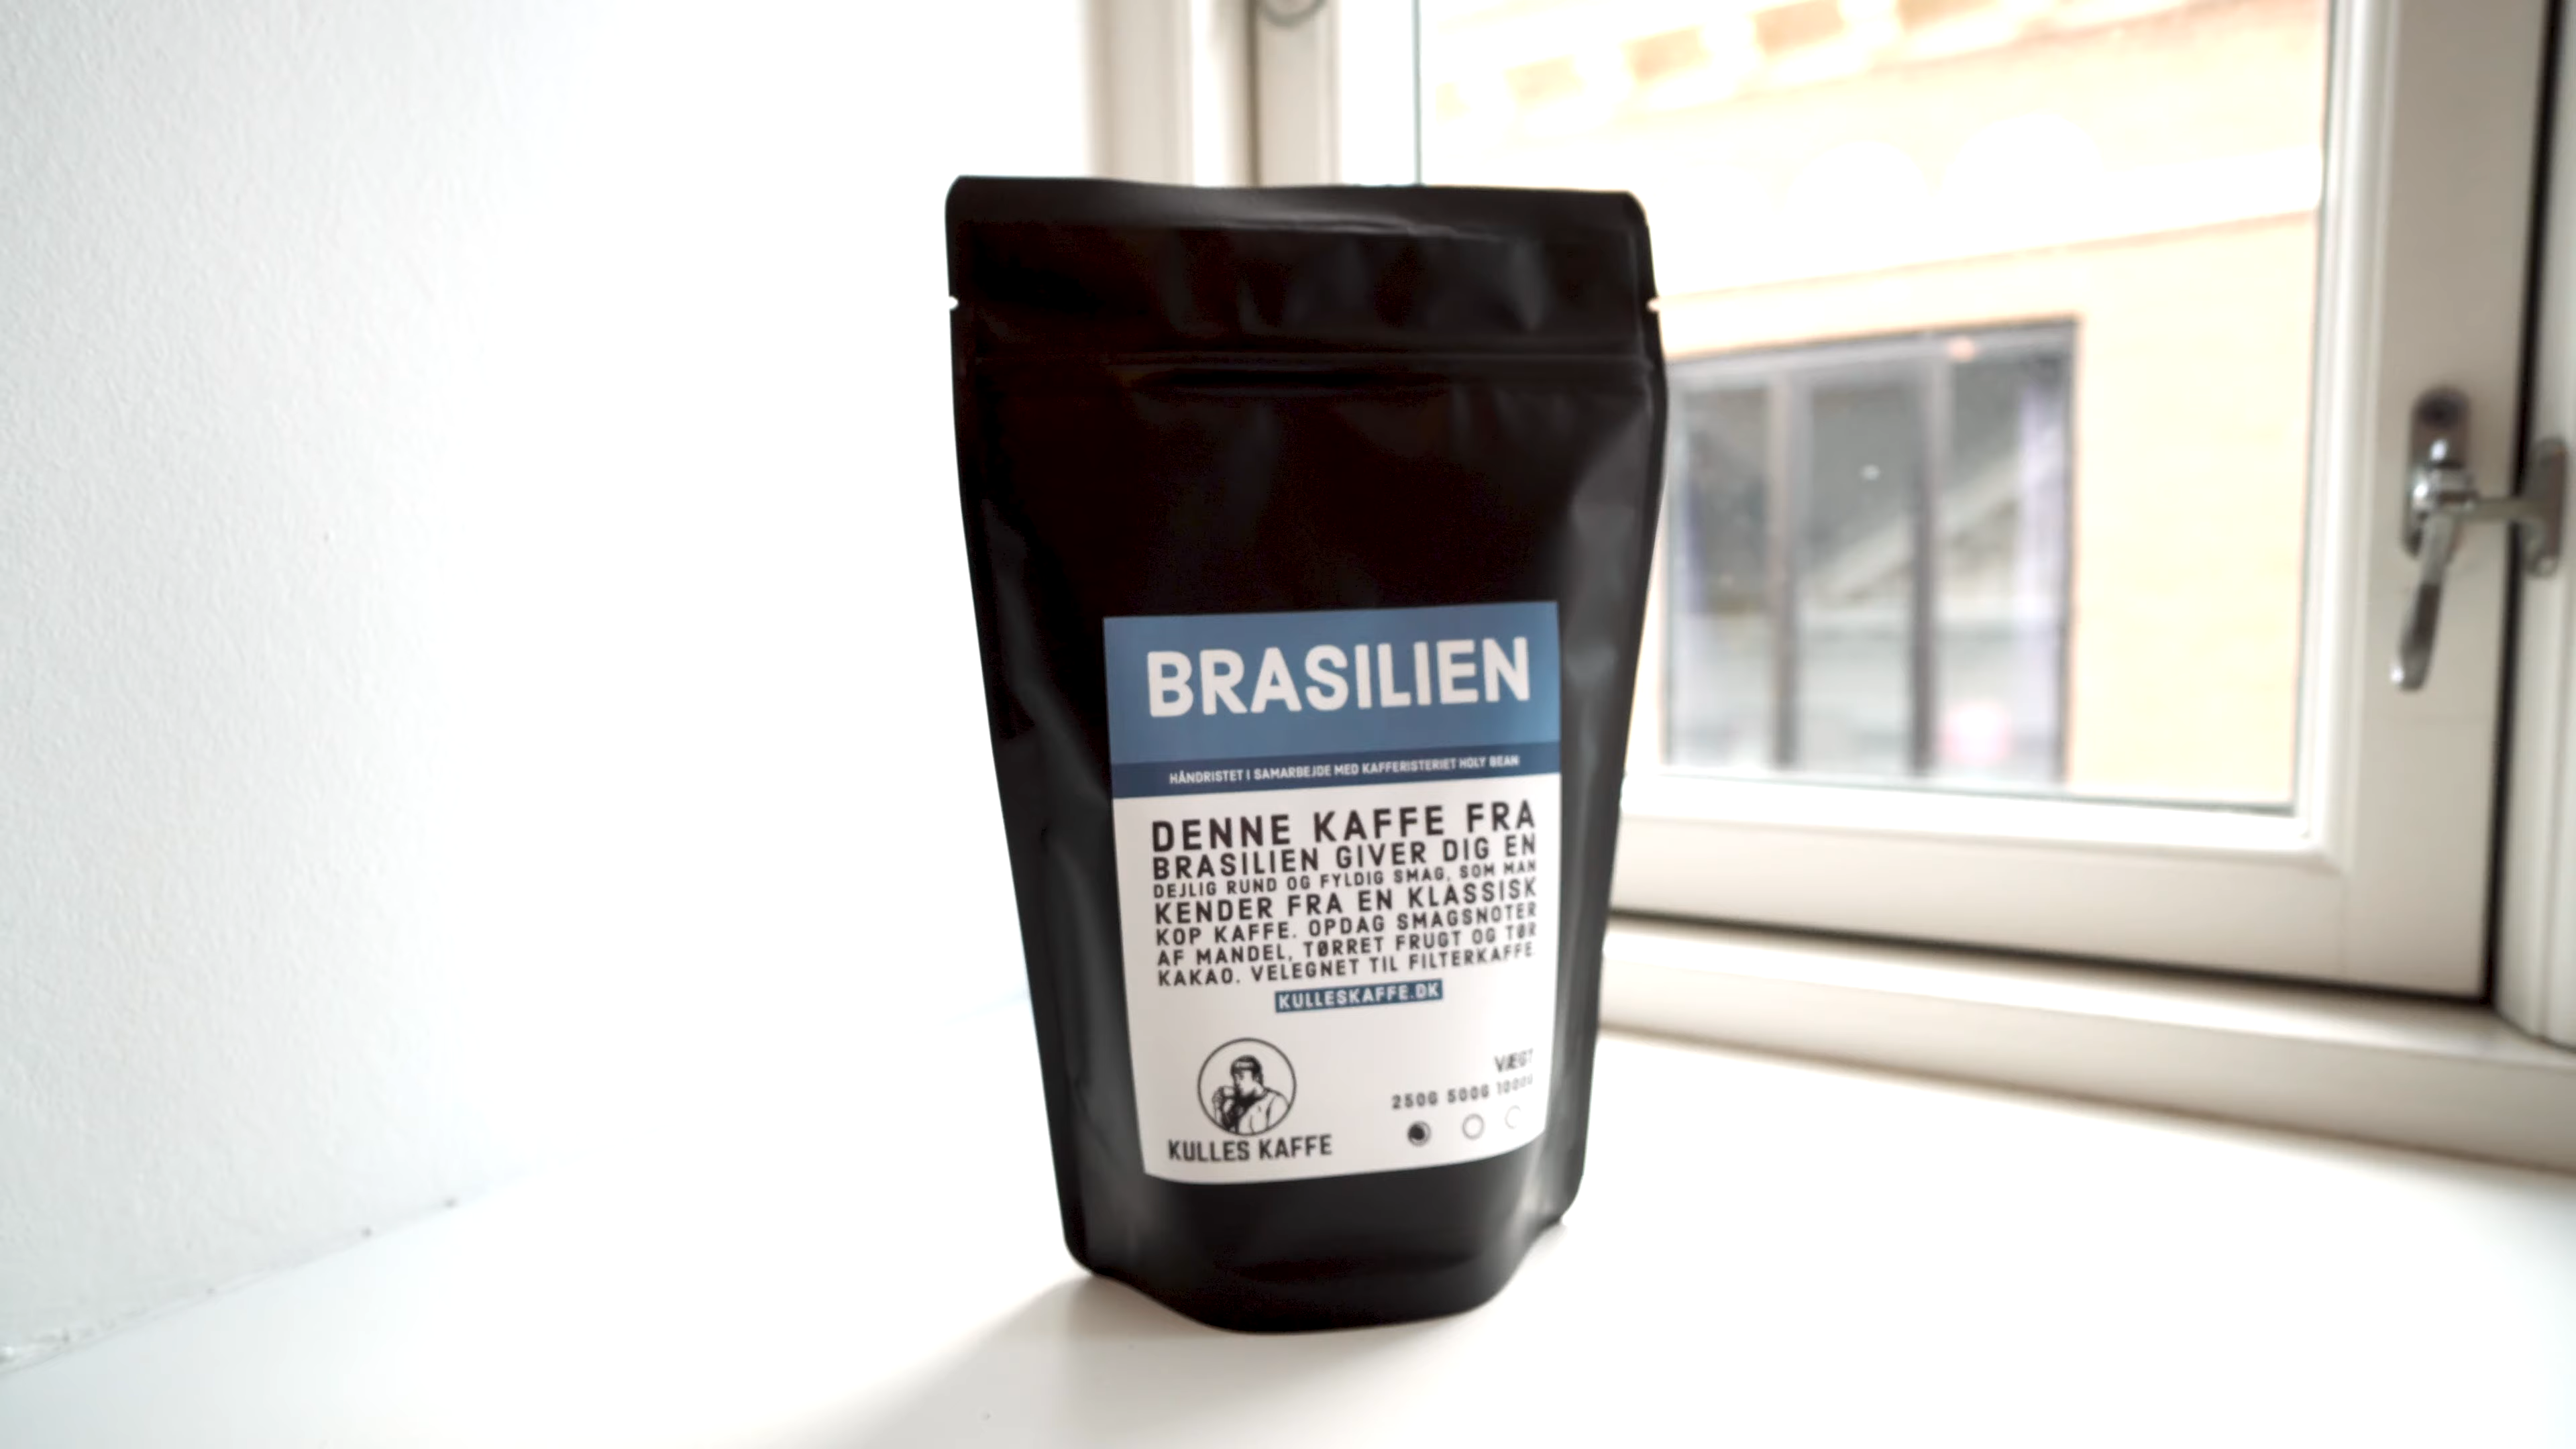 BRASILIEN
HÅNDRISTET I SAMARBEJDE MED KAFFERISTERIET HOLY BEAN
DENNE KAFFE FRA
BRASILIEN GIVER DIG EN
DEJLIG RUND OG FYLDIG SMAG, SOM MAN
KENDER FRA EN KLASSISK
KOP KAFFE. OPDAG SMAGSNOTER
AF MANDEL, TØRRET FRUGT OG TØR
KAKAO. VELEGNET TIL FILTERKAFFE
KULLESKAFFE.DK
VÆGT
250G 500G 1000G
KULLES KAFFE